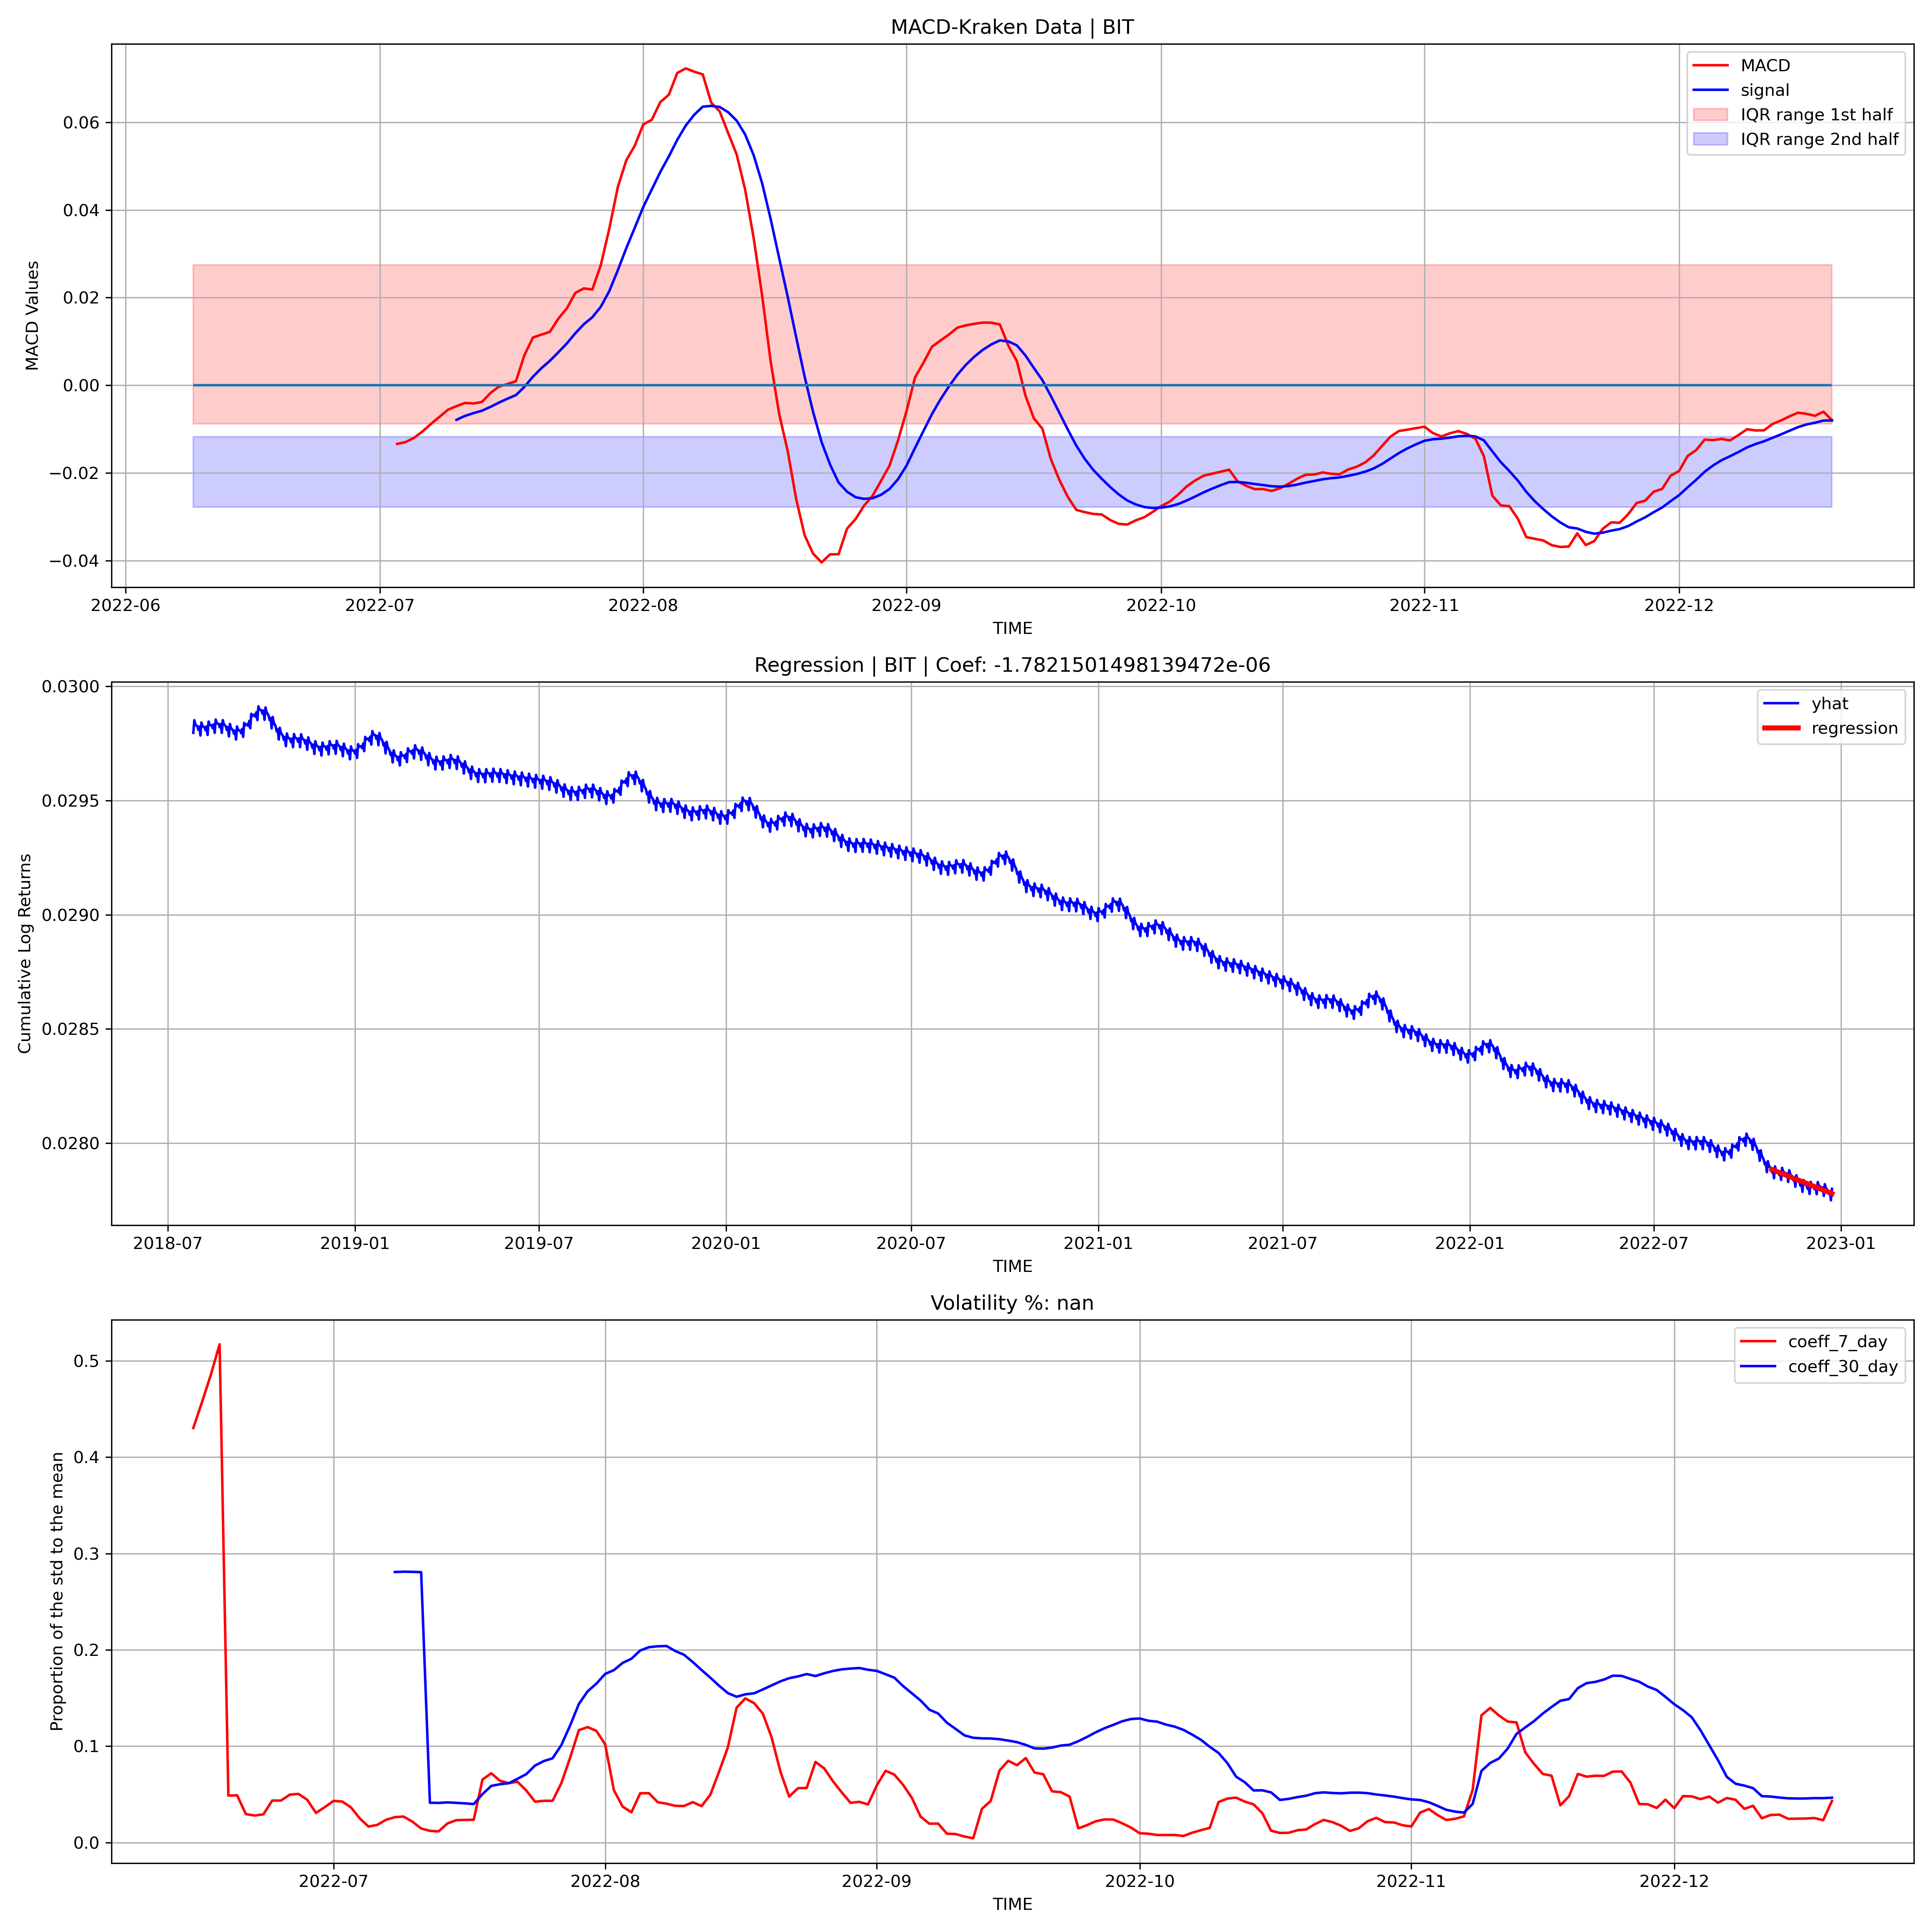 MACD-Kraken Data | BIT
MACD
signal
IQR range 1st half
IQR range 2nd half
MACD Values
0.06
0.04
0.02
0.00
−0.02
−0.04
2022-06 2022-07 2022-08 2022-09 2022-10 2022-11 2022-12
TIME
Regression | BIT | Coef: -1.7821501498139472e-06
yhat
regression
Cumulative Log Returns
0.0300
0.0295
0.0290
0.0285
0.0280
2018-07 2019-01 2019-07 2020-01 2020-07 2021-01 2021-07 2022-01 2022-07 2023-01
TIME
Volatility %: nan
coeff_7_day
coeff_30_day
Proportion of the std to the mean
0.5
0.4
0.3
0.2
0.1
0.0
2022-07 2022-08 2022-09 2022-10 2022-11 2022-12
TIME